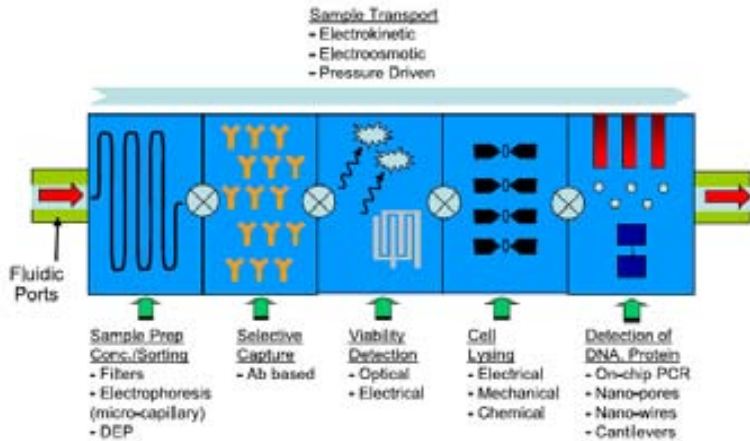 Sample Transport
- Electrokinetic
- Electroosmotic
- Pressure Driven
Fluidic
Ports
Sample Prep
Conc./Sorting
- Filters
- Electrophoresis
(micro-capillary)
- DEP
Selective
Capture
- Ab based
Viability
Detection
- Optical
- Electrical
Cell
Lysing
- Electrical
- Mechanical
- Chemical
Detection of
DNA, Protein
- On-chip PCR
- Nano-pores
- Nano-wires
- Cantilevers